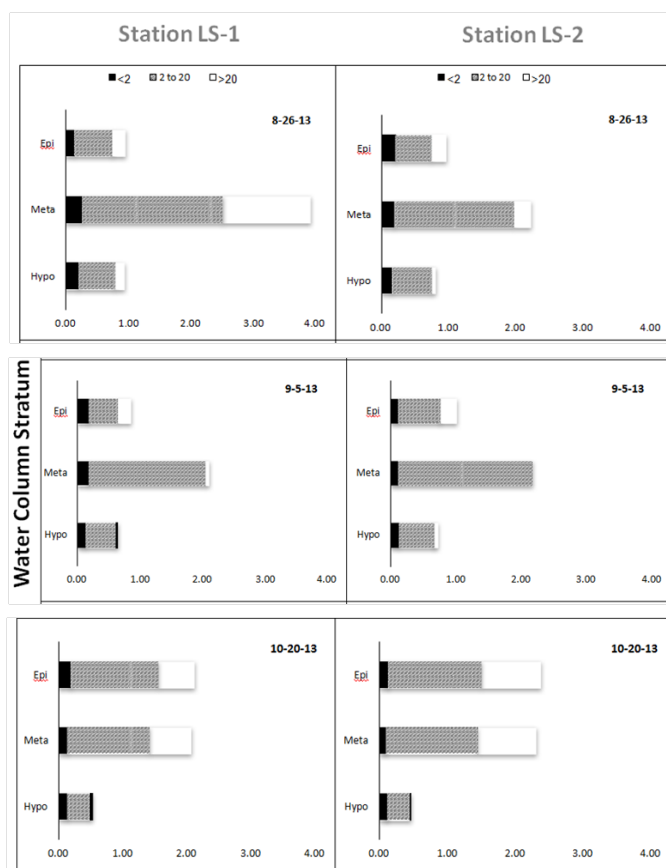 Station LS-1 Station LS-2
<2 2 to 20 >20 <2 2 to 20 >20
8-26-13 8-26-13
Epi Epi
Meta Meta
Hypo Hypo
0.00 1.00 2.00 3.00 4.00 0.00 1.00 2.00 3.00 4.00
Water Column Stratum
9-5-13 9-5-13
Epi Epi
Meta Meta
Hypo Hypo
0.00 1.00 2.00 3.00 4.00 0.00 1.00 2.00 3.00 4.00
10-20-13 10-20-13
Epi Epi
Meta Meta
Hypo Hypo
0.00 1.00 2.00 3.00 4.00 0.00 1.00 2.00 3.00 4.00